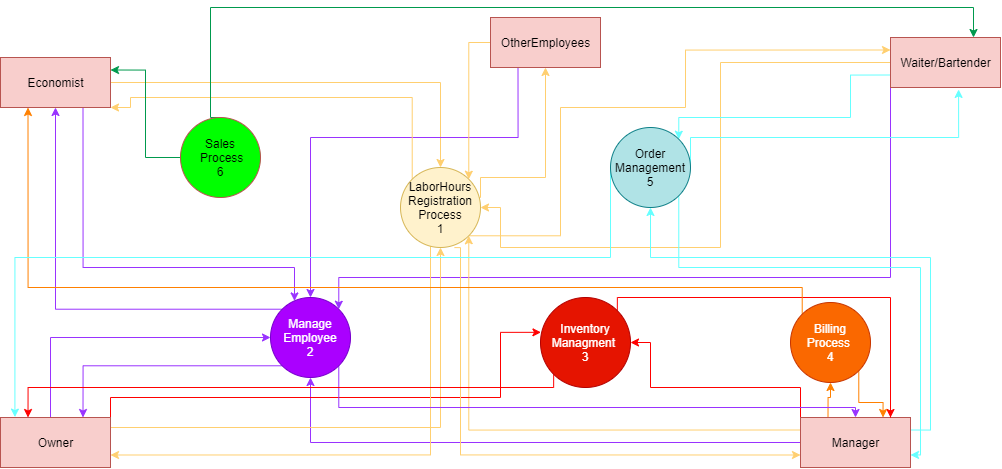 OtherEmployees
Waiter/Bartender
Economist
Sales
Process
6
Order
Management
5
LaborHours
Registration
Process
1
Manage
Employee
2
Inventory
Managment
3
Billing
Process
4
Owner
Manager